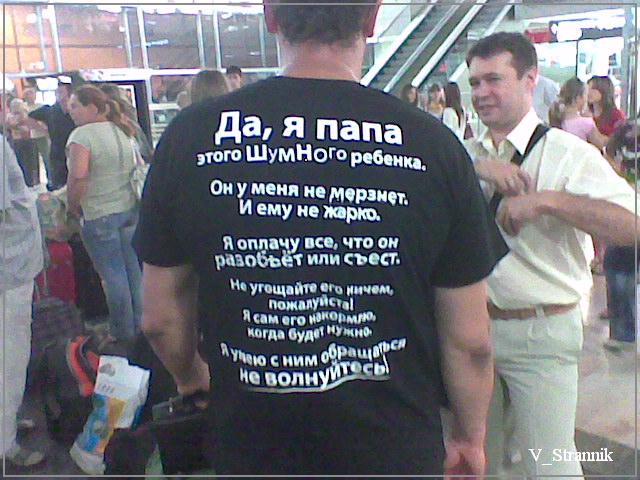 Да, я папа
этого ШумНОго ребенка.
Он у меня не мерзнет.
И ему не жарко.
Я оплачу все, что он
разобьёт или съест.
Не угощайте его ничем,
пожалуйста!
Я сам его накормлю,
когда будет нужно.
Я умею с ним обращаться
не волнуйтесь!
V_Strannik